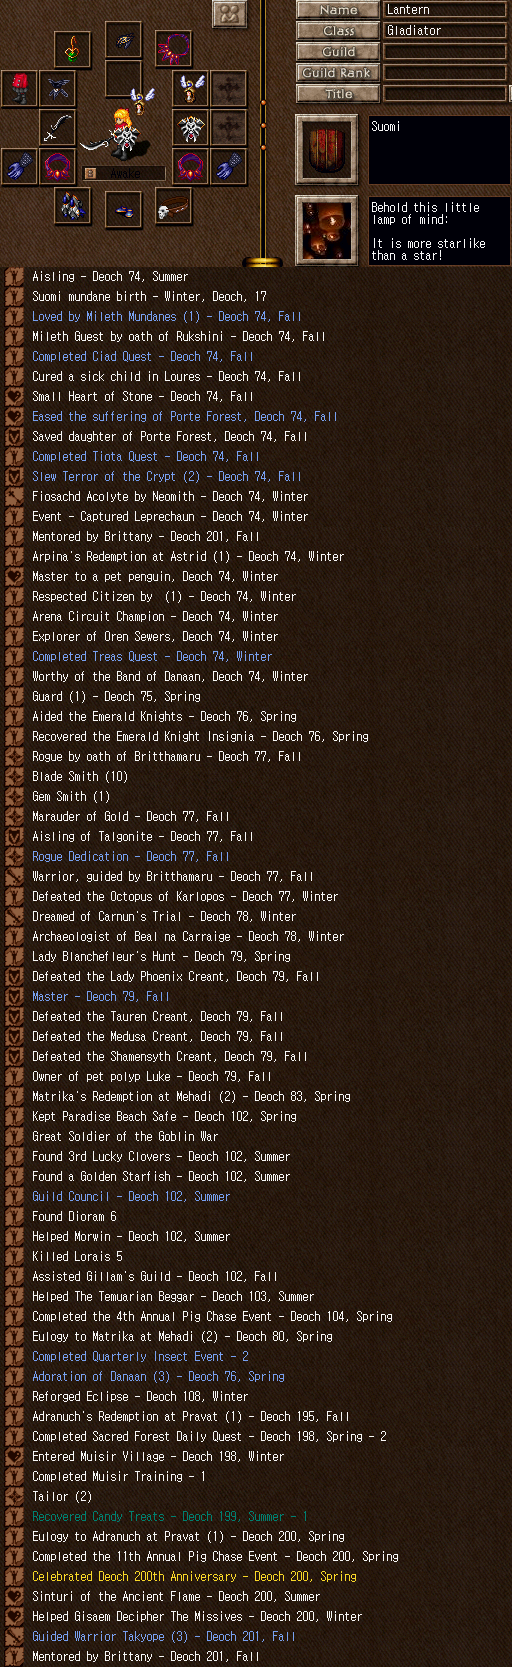 Name Lantern
Class Gladiator
Guild
Guild Rank
Title
Suomi
Awake
Behold this little
lamp of mind:
It is more starlike
than a star!
Aisling - Deoch 74, Summer
Suomi mundane birth - Winter, Deoch, 17
Loved by Mileth Mundanes (1) - Deoch 74, Fall
Mileth Guest by oath of Rukshini - Deoch 74, Fall
Completed Ciad Quest - Deoch 74, Fall
Cured a sick child in Loures - Deoch 74, Fall
Small Heart of Stone - Deoch 74, Fall
Eased the suffering of Porte Forest, Deoch 74, Fall
Saved daughter of Porte Forest, Deoch 74, Fall
Completed Tiota Quest - Deoch 74, Fall
Slew Terror of the Crypt (2) - Deoch 74, Fall
Fiosachd Acolyte by Neomith - Deoch 74, Winter
Event - Captured Leprechaun - Deoch 74, Winter
Mentored by Brittany - Deoch 201, Fall
Arpina's Redemption at Astrid (1) - Deoch 74, Winter
Master to a pet penguin, Deoch 74, Winter
Respected Citizen by  (1) - Deoch 74, Winter
Arena Circuit Champion - Deoch 74, Winter
Explorer of Oren Sewers, Deoch 74, Winter
Completed Treas Quest - Deoch 74, Winter
Worthy of the Band of Danaan, Deoch 74, Winter
Guard (1) - Deoch 75, Spring
Aided the Emerald Knights - Deoch 76, Spring
Recovered the Emerald Knight Insignia - Deoch 76, Spring
Rogue by oath of Britthamaru - Deoch 77, Fall
Blade Smith (10)
Gem Smith (1)
Marauder of Gold - Deoch 77, Fall
Aisling of Talgonite - Deoch 77, Fall
Rogue Dedication - Deoch 77, Fall
Warrior, guided by Britthamaru - Deoch 77, Fall
Defeated the Octopus of Karlopos - Deoch 77, Winter
Dreamed of Carnun's Trial - Deoch 78, Winter
Archaeologist of Beal na Carraige - Deoch 78, Winter
Lady Blanchefleur's Hunt - Deoch 79, Spring
Defeated the Lady Phoenix Creant, Deoch 79, Fall
Master - Deoch 79, Fall
Defeated the Tauren Creant, Deoch 79, Fall
Defeated the Medusa Creant, Deoch 79, Fall
Defeated the Shamensyth Creant, Deoch 79, Fall
Owner of pet polyp Luke - Deoch 79, Fall
Matrika's Redemption at Mehadi (2) - Deoch 83, Spring
Kept Paradise Beach Safe - Deoch 102, Spring
Great Soldier of the Goblin War
Found 3rd Lucky Clovers - Deoch 102, Summer
Found a Golden Starfish - Deoch 102, Summer
Guild Council - Deoch 102, Summer
Found Dioram 6
Helped Morwin - Deoch 102, Summer
Killed Lorais 5
Assisted Gillam's Guild - Deoch 102, Fall
Helped The Temuarian Beggar - Deoch 103, Summer
Completed the 4th Annual Pig Chase Event - Deoch 104, Spring
Eulogy to Matrika at Mehadi (2) - Deoch 80, Spring
Completed Quarterly Insect Event - 2
Adoration of Danaan (3) - Deoch 76, Spring
Reforged Eclipse - Deoch 108, Winter
Adranuch's Redemption at Pravat (1) - Deoch 195, Fall
Completed Sacred Forest Daily Quest - Deoch 198, Spring - 2
Entered Muisir Village - Deoch 198, Winter
Completed Muisir Training - 1
Tailor (2)
Recovered Candy Treats - Deoch 199, Summer - 1
Eulogy to Adranuch at Pravat (1) - Deoch 200, Spring
Completed the 11th Annual Pig Chase Event - Deoch 200, Spring
Celebrated Deoch 200th Anniversary - Deoch 200, Spring
Sinturi of the Ancient Flame - Deoch 200, Summer
Helped Gisaem Decipher The Missives - Deoch 200, Winter
Guided Warrior Takyope (3) - Deoch 201, Fall
Mentored by Brittany - Deoch 201, Fall